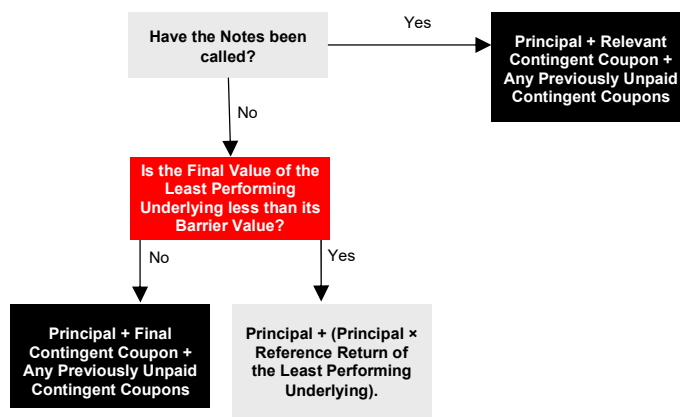 Have the Notes been
called?
Yes
Principal + Relevant
Contingent Coupon +
Any Previously Unpaid
Contingent Coupons
No
Is the Final Value of the
Least Performing
Underlying less than its
Barrier Value?
No
Yes
Principal + Final
Contingent Coupon +
Any Previously Unpaid
Contingent Coupons
Principal + (Principal ×
Reference Return of
the Least Performing
Underlying).